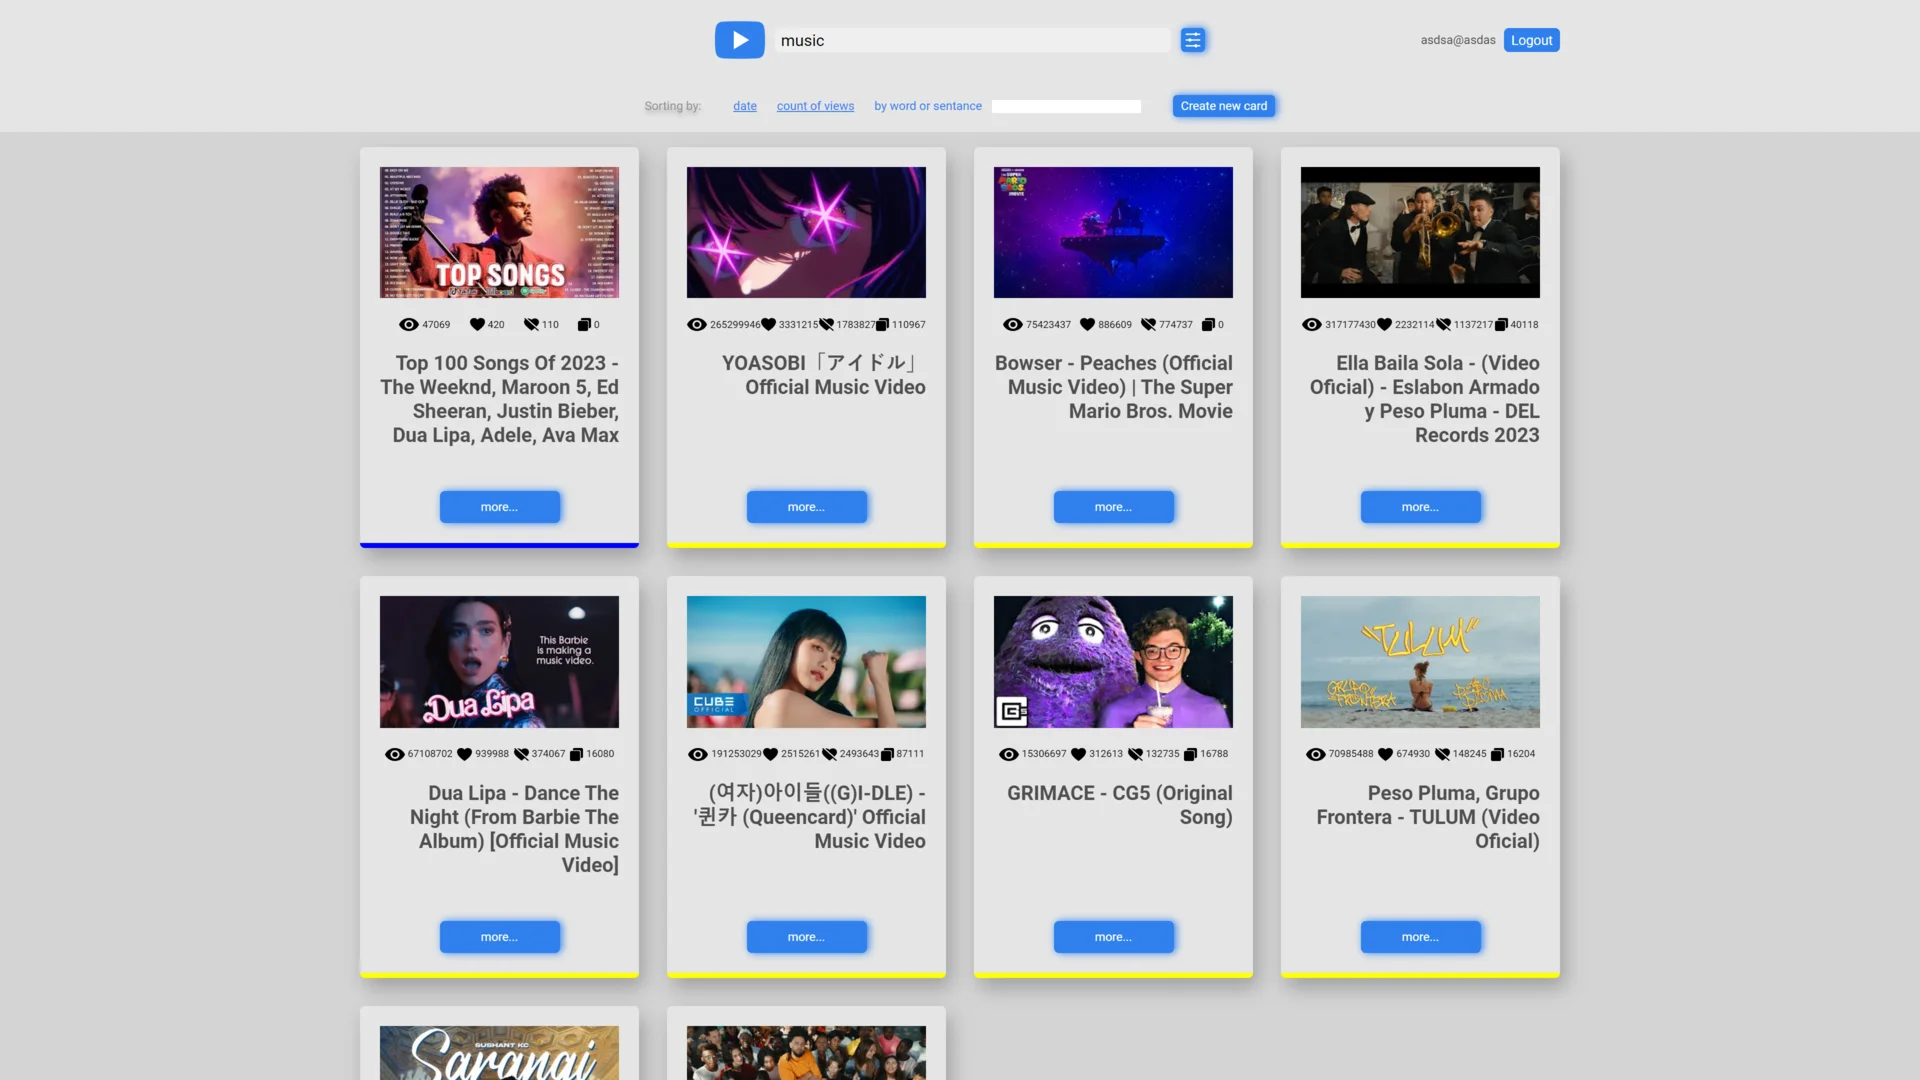 music
asdsa@asdas
Logout
Sorting by:
date
count of views
by word or sentance
Create new card
TOP SONGS
47069
420
110
0
Top 100 Songs Of 2023 -
The Weeknd, Maroon 5, Ed
Sheeran, Justin Bieber,
Dua Lipa, Adele, Ava Max
more...
265299946
3331215
1783827
110967
YOASOBI「アイドル」
Official Music Video
more...
SUPER
MARIO
BROS.
75423437
886609
774737
0
Bowser - Peaches (Official
Music Video) | The Super
Mario Bros. Movie
more...
317177430
2232114
1137217
40118
Ella Baila Sola - (Video
Oficial) - Eslabon Armado
y Peso Pluma - DEL
Records 2023
more...
This Barbie
is making a
music video.
Dua Lipa
67108702
939988
374067
16080
Dua Lipa - Dance The
Night (From Barbie The
Album) [Official Music
Video]
more...
CUBE
OFFICIAL
191253029
2515261
2493643
87111
(여자)아이들((G)I-DLE) -
'퀸카 (Queencard)' Official
Music Video
more...
15306697
312613
132735
16788
GRIMACE - CG5 (Original
Song)
more...
"TULUM"
GRUPO
FRONTERA
PESO
PLUMA
70985488
674930
148245
16204
Peso Pluma, Grupo
Frontera - TULUM (Video
Oficial)
more...
SUSHANT KC
Sarangi